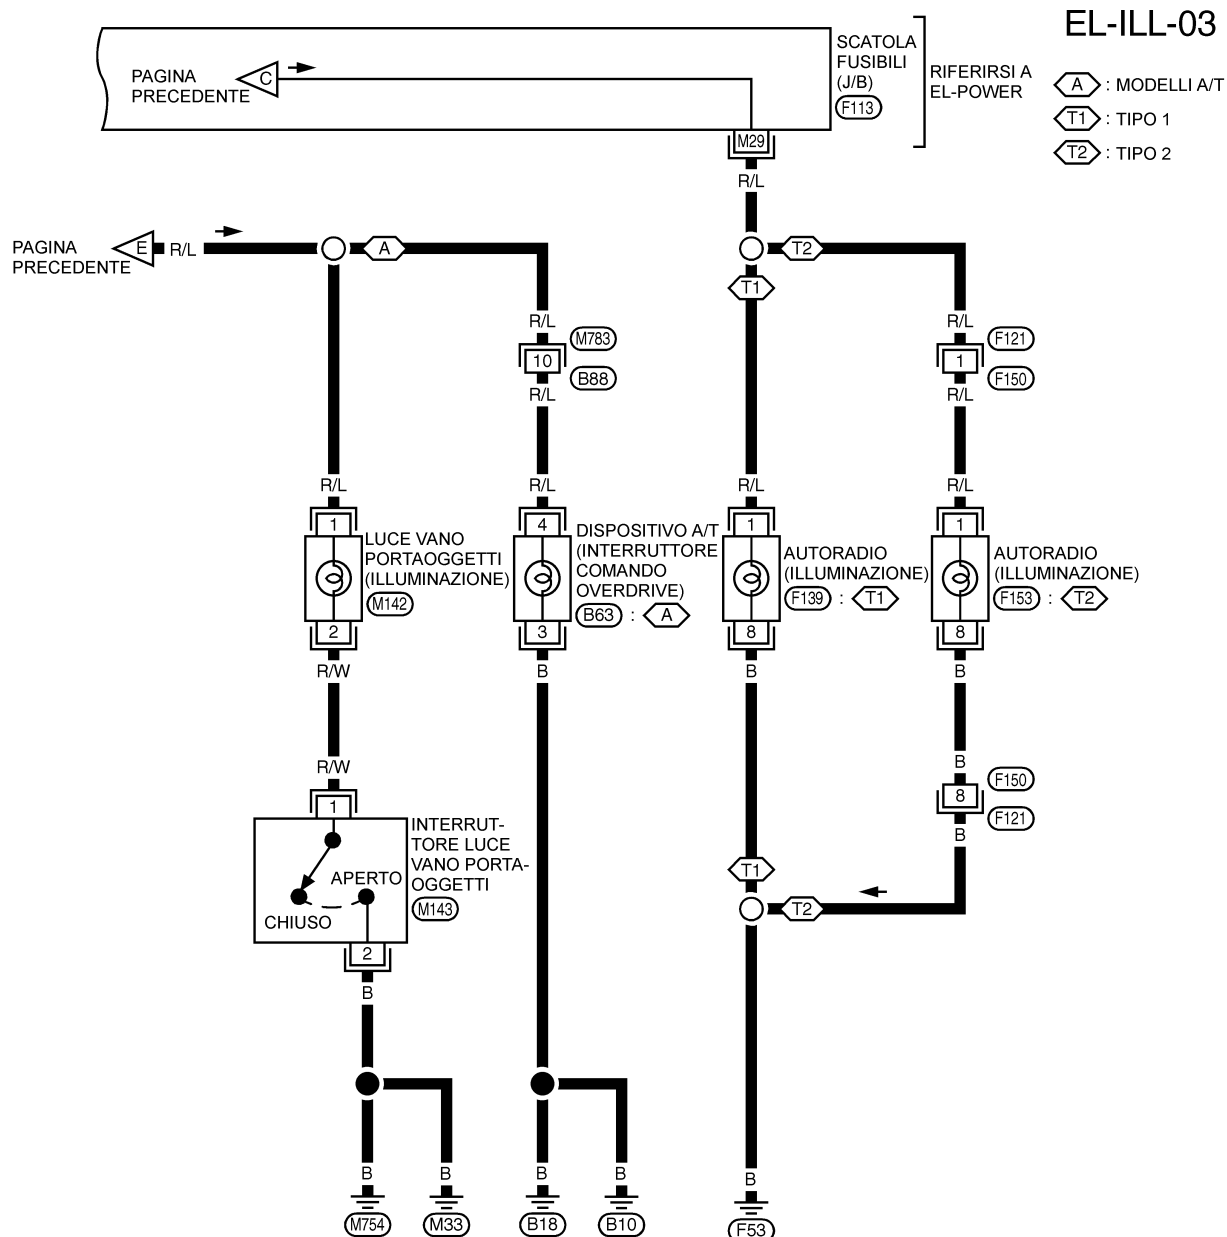 EL-ILL-03
SCATOLA
FUSIBILI
(J/B)
F113
RIFERIRSI A
EL-POWER
A : MODELLI A/T
T1 : TIPO 1
T2 : TIPO 2
PAGINA
PRECEDENTE
C
M29
R/L
PAGINA
PRECEDENTE
E
R/L
A
T2
T1
R/L
M783
10
B88
R/L
R/L
F121
1
F150
R/L
R/L
R/L
R/L
R/L
1
LUCE VANO
PORTAOGGETTI
(ILLUMINAZIONE)
M142
2
4
DISPOSITIVO A/T
(INTERRUTTORE
COMANDO
OVERDRIVE)
B63 : A
3
1
AUTORADIO
(ILLUMINAZIONE)
F139 : T1
8
1
AUTORADIO
(ILLUMINAZIONE)
F153 : T2
8
R/W
B
B
B
R/W
B
F150
8
F121
B
1
INTERRUT-
TORE LUCE
VANO PORTA-
OGGETTI
M143
APERTO
CHIUSO
2
T1
T2
B
B
B
B
B
B
M754
M33
B18
B10
F53